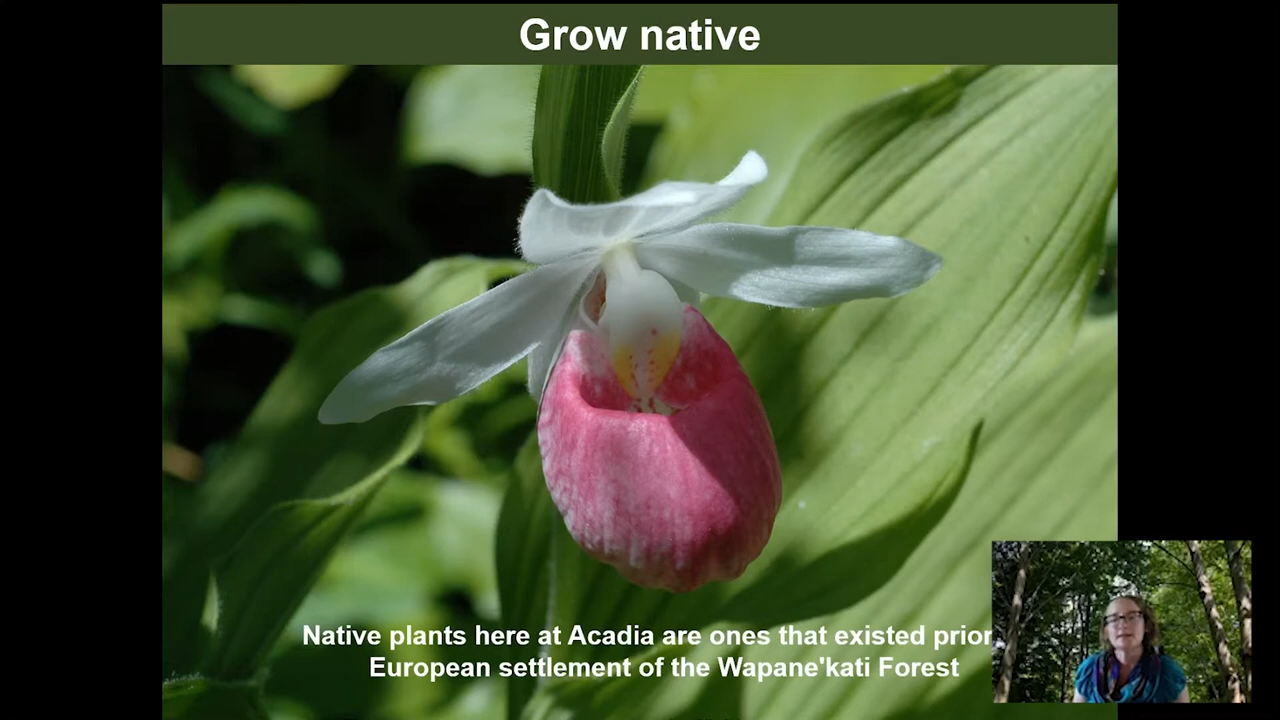 Grow native
Native plants here at Acadia are ones that existed prior
European settlement of the Wapane'kati Forest